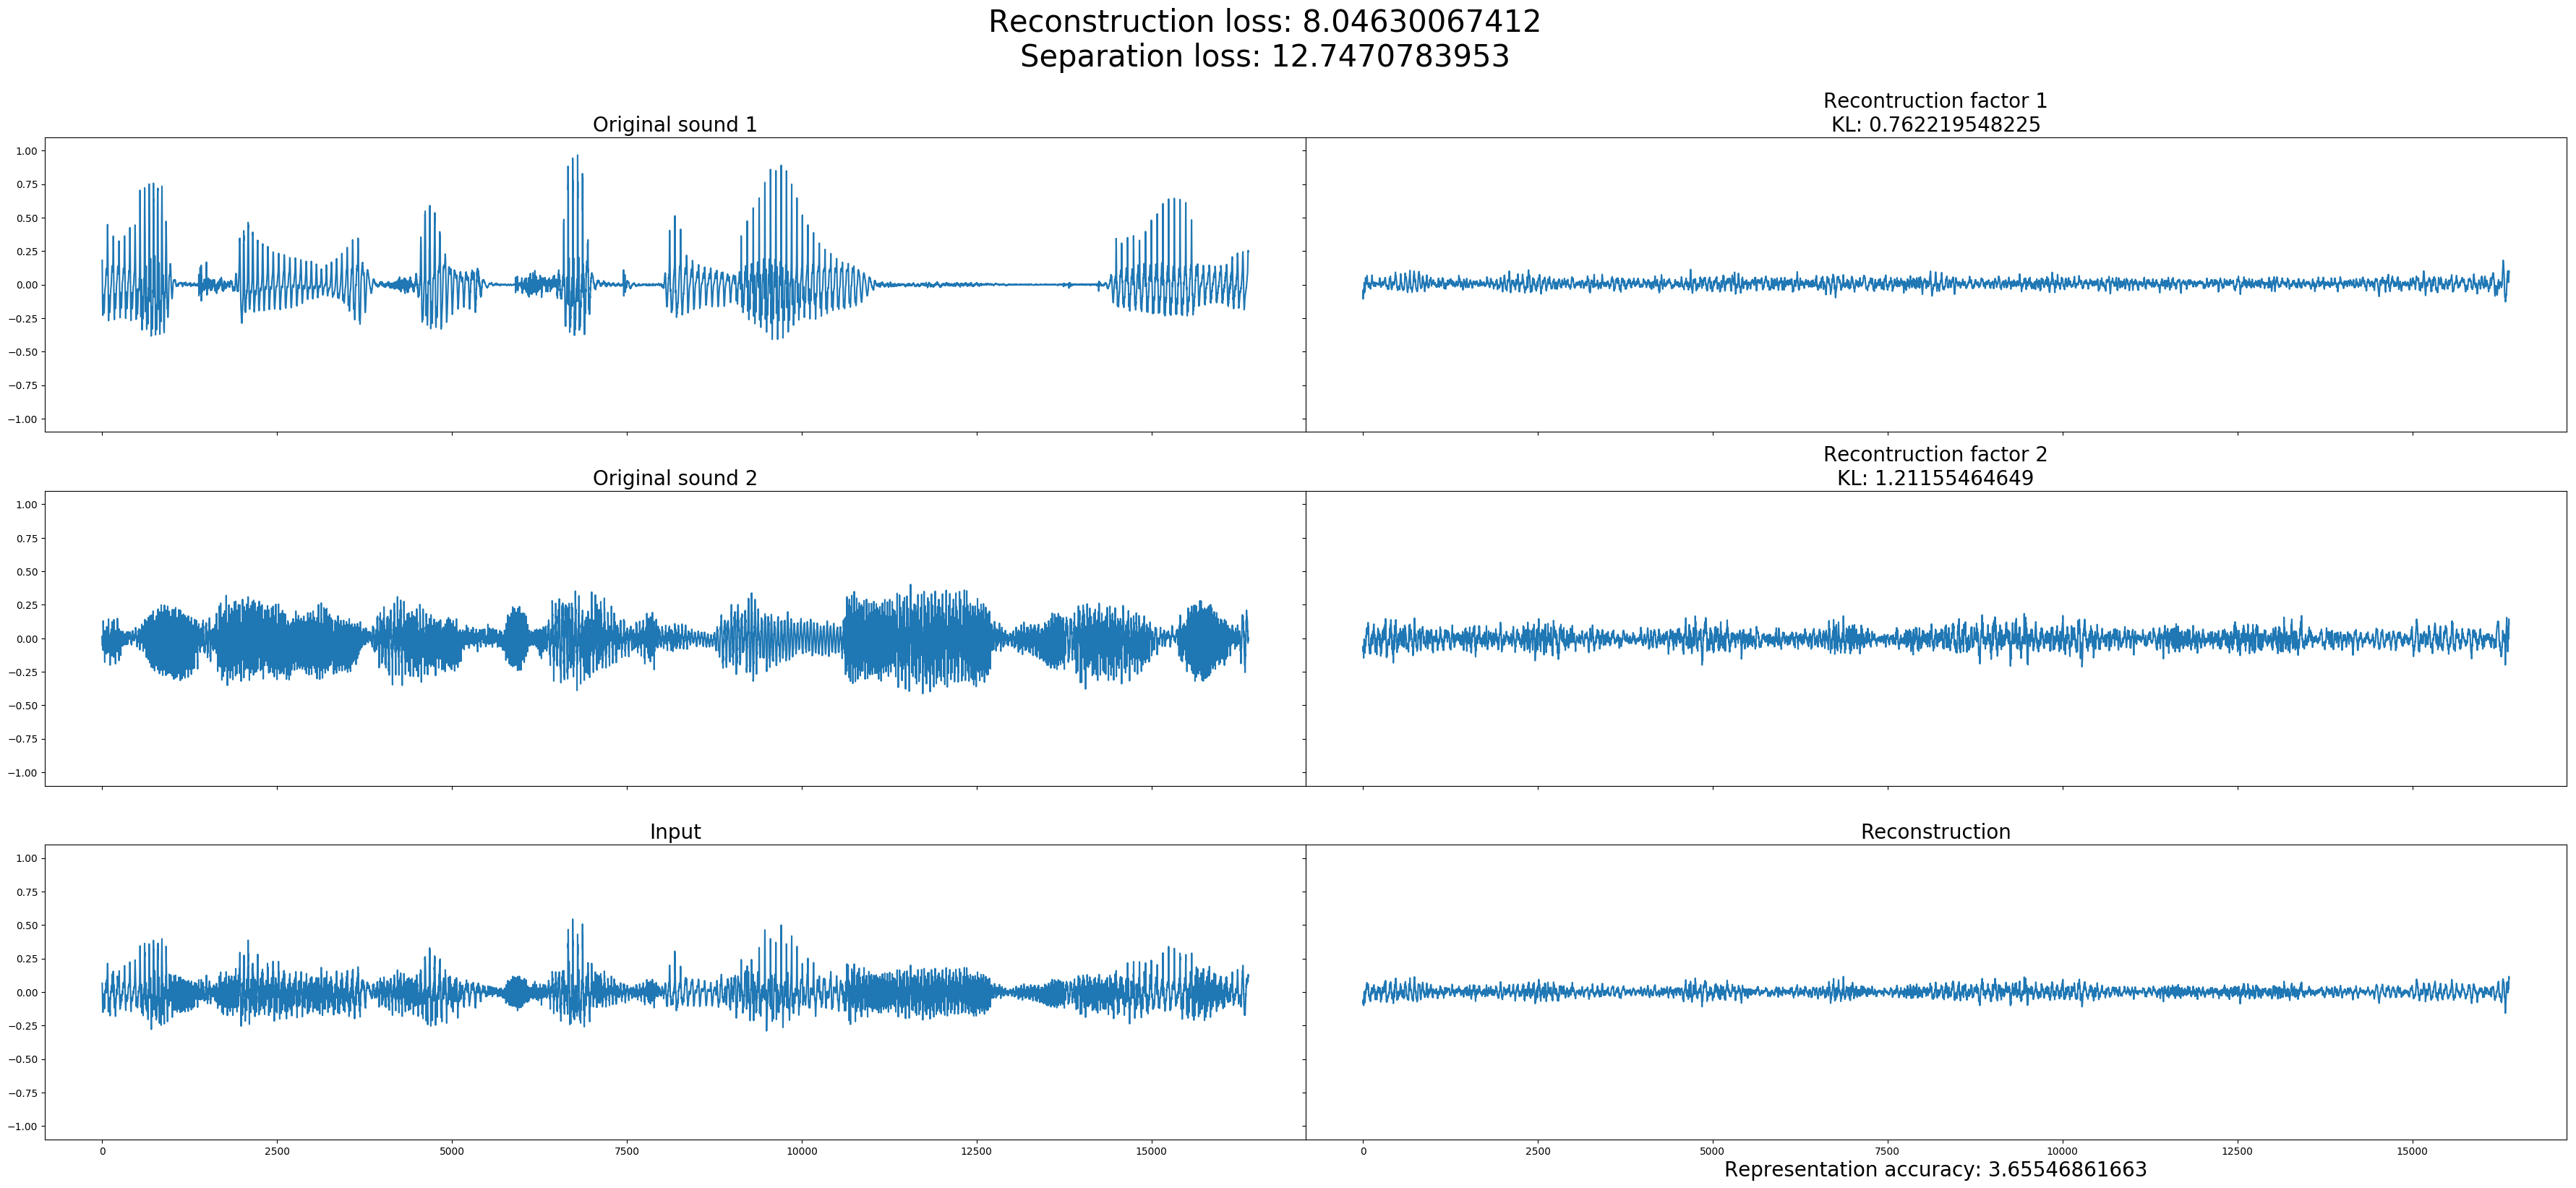 Reconstruction loss: 8.04630067412
Separation loss: 12.7470783953
Original sound 1
Recontruction factor 1
KL: 0.762219548225
1.00
0.75
0.50
0.25
0.00
−0.25
−0.50
−0.75
−1.00
Original sound 2
Recontruction factor 2
KL: 1.21155464649
1.00
0.75
0.50
0.25
0.00
−0.25
−0.50
−0.75
−1.00
Input
Reconstruction
1.00
0.75
0.50
0.25
0.00
−0.25
−0.50
−0.75
−1.00
0 2500 5000 7500 10000 12500 15000
0 2500 5000 7500 10000 12500 15000
Representation accuracy: 3.65546861663